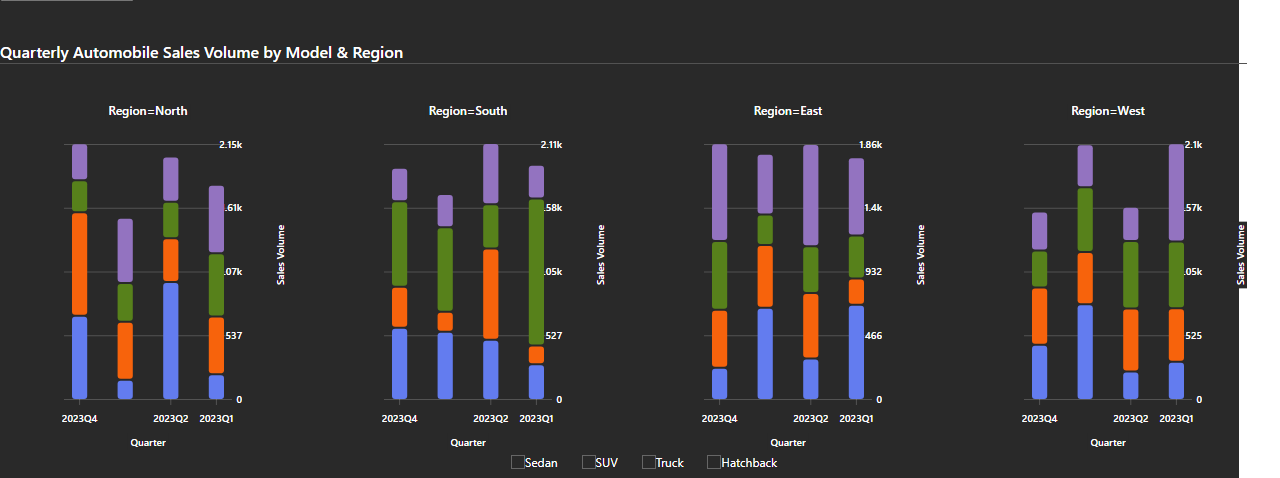 Quarterly Automobile Sales Volume by Model & Region
Region=North
Region=South
Region=East
Region=West
2.15k
2.11k
1.86k
2.1k
.61k
1.58k
1.4k
1.57k
.07k
.05k
932
.05k
537
527
466
525
0
0
0
0
Sales Volume
Sales Volume
Sales Volume
Sales Volume
2023Q4 2023Q2 2023Q1
2023Q4 2023Q2 2023Q1
2023Q4 2023Q2 2023Q1
2023Q4 2023Q2 2023Q1
Quarter
Quarter
Quarter
Quarter
Sedan SUV Truck Hatchback